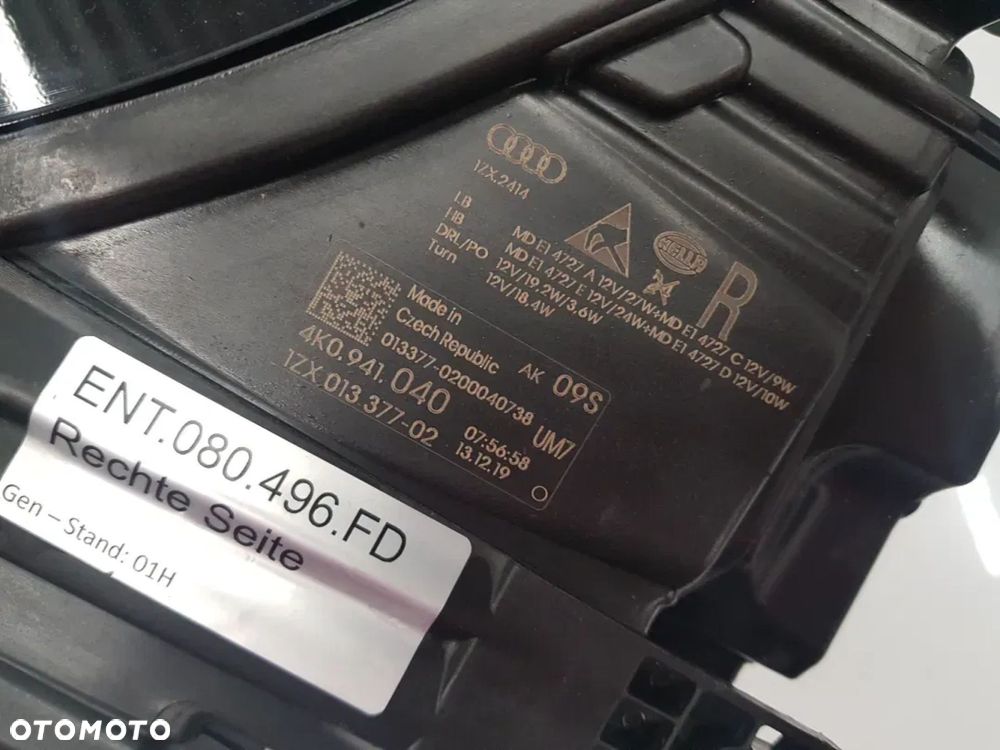 1ZX.2414
HELLA
R
LB MD E1 4727 A 12V/27W+MD E1 4727 C 12V/9W
HB MD E1 4727 E 12V/24W+MD E1 4727 D 12V/10W
DRL/PO 12V/19.2W/3.6W
Turn 12V/18.4W
Made in
Czech Republic AK 09S
013377-0200040738 UM7
4K0.941.040 07:56:58
1ZX 013 377-02 13.12.19
ENT.080.496.FD
Rechte Seite
Gen – Stand: 01H
OTOMOTO